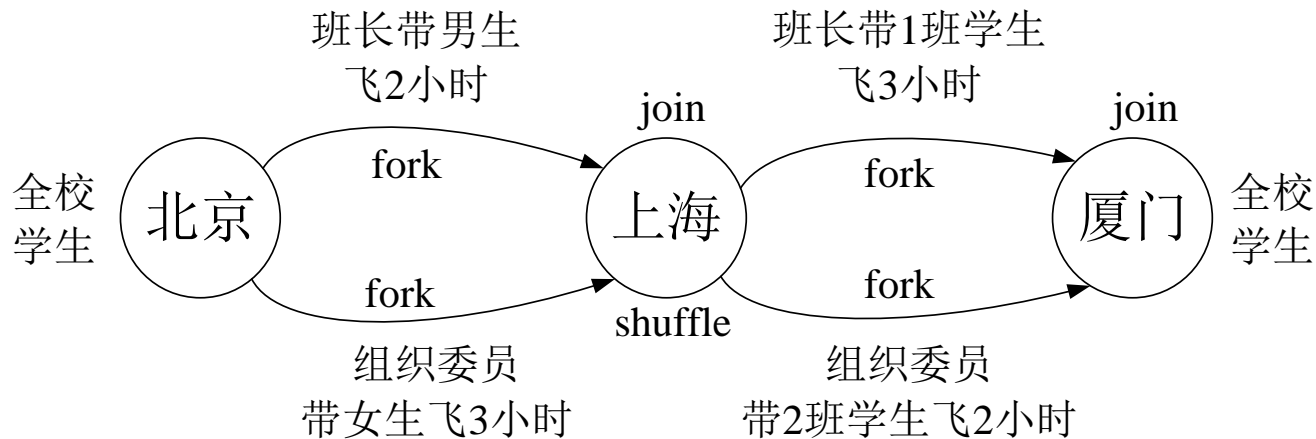 班长带男生
飞2小时
班长带1班学生
飞3小时
join
join
fork
fork
全校
学生
北京
上海
厦门
全校
学生
fork
fork
shuffle
组织委员
带女生飞3小时
组织委员
带2班学生飞2小时